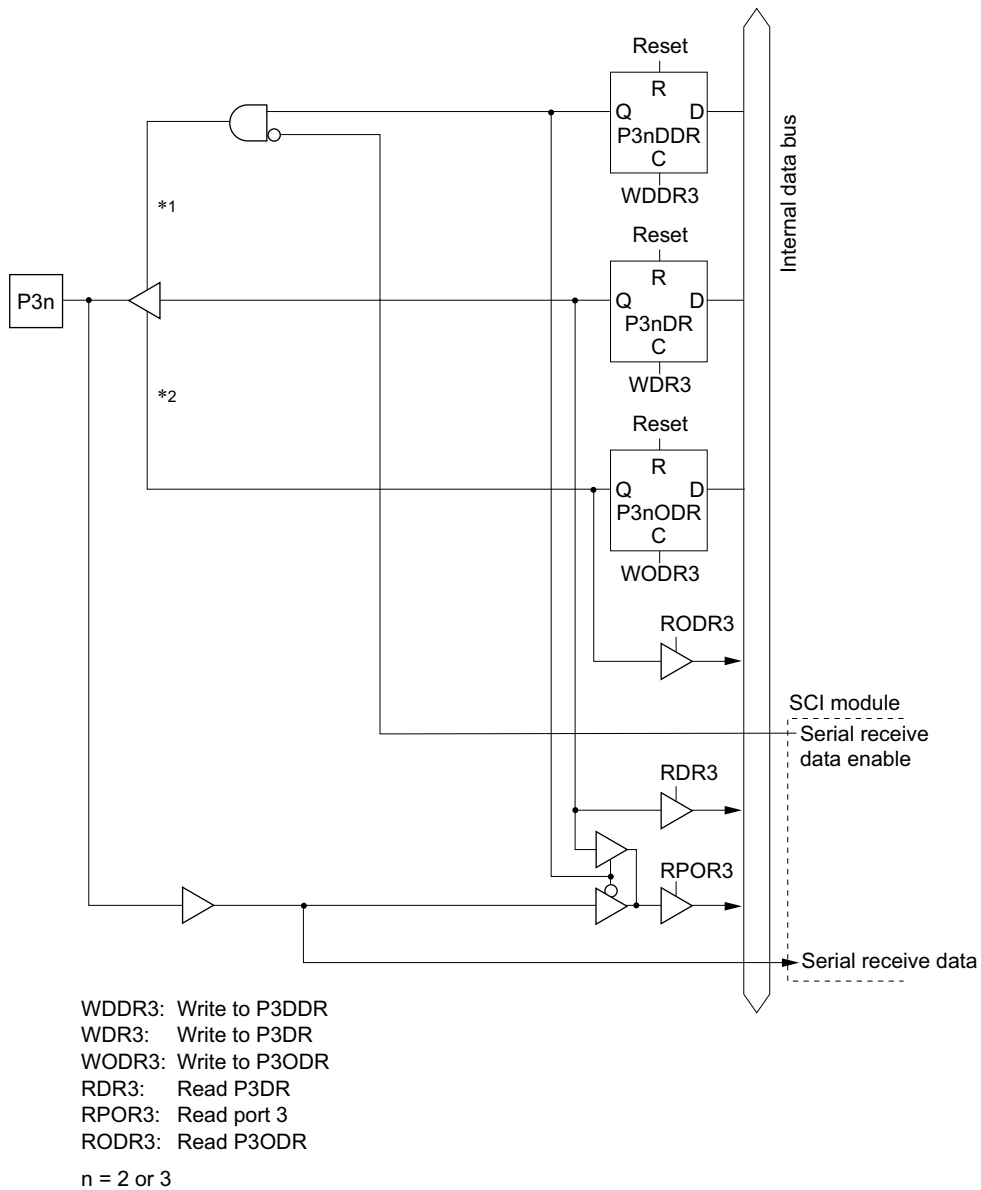 Reset
R
Q D
P3nDDR
C
WDDR3
Internal data bus
*1
Reset
R
P3n
Q D
P3nDR
C
WDR3
*2
Reset
R
Q D
P3nODR
C
WODR3
RODR3
SCI module
Serial receive
data enable
RDR3
RPOR3
Serial receive data
WDDR3: Write to P3DDR
WDR3: Write to P3DR
WODR3: Write to P3ODR
RDR3: Read P3DR
RPOR3: Read port 3
RODR3: Read P3ODR
n = 2 or 3